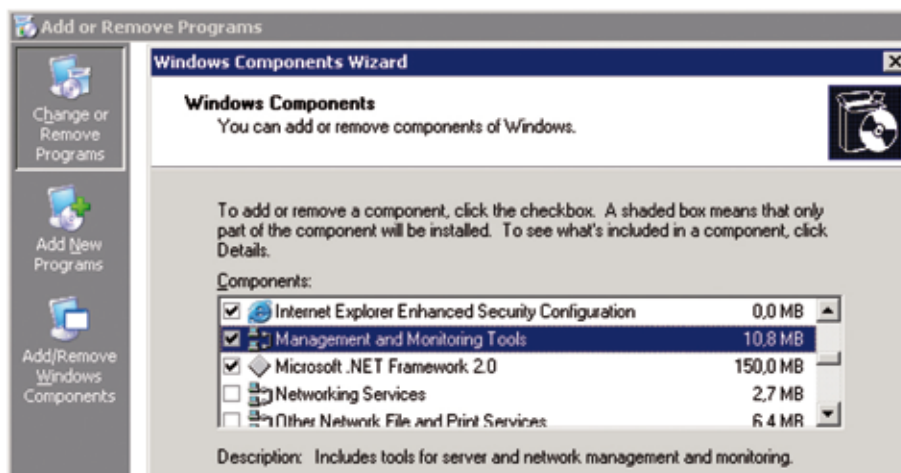 Add or Remove Programs
Windows Components Wizard
Change or
Remove
Programs
Add New
Programs
Add/Remove
Windows
Components
Windows Components
You can add or remove components of Windows.
To add or remove a component, click the checkbox. A shaded box means that only
part of the component will be installed. To see what's included in a component, click
Details.
Components:
Internet Explorer Enhanced Security Configuration 0,0 MB
Management and Monitoring Tools 10,8 MB
Microsoft .NET Framework 2.0 150,0 MB
Networking Services 2,7 MB
Other Network File and Print Services 6,4 MB
Description: Includes tools for server and network management and monitoring.